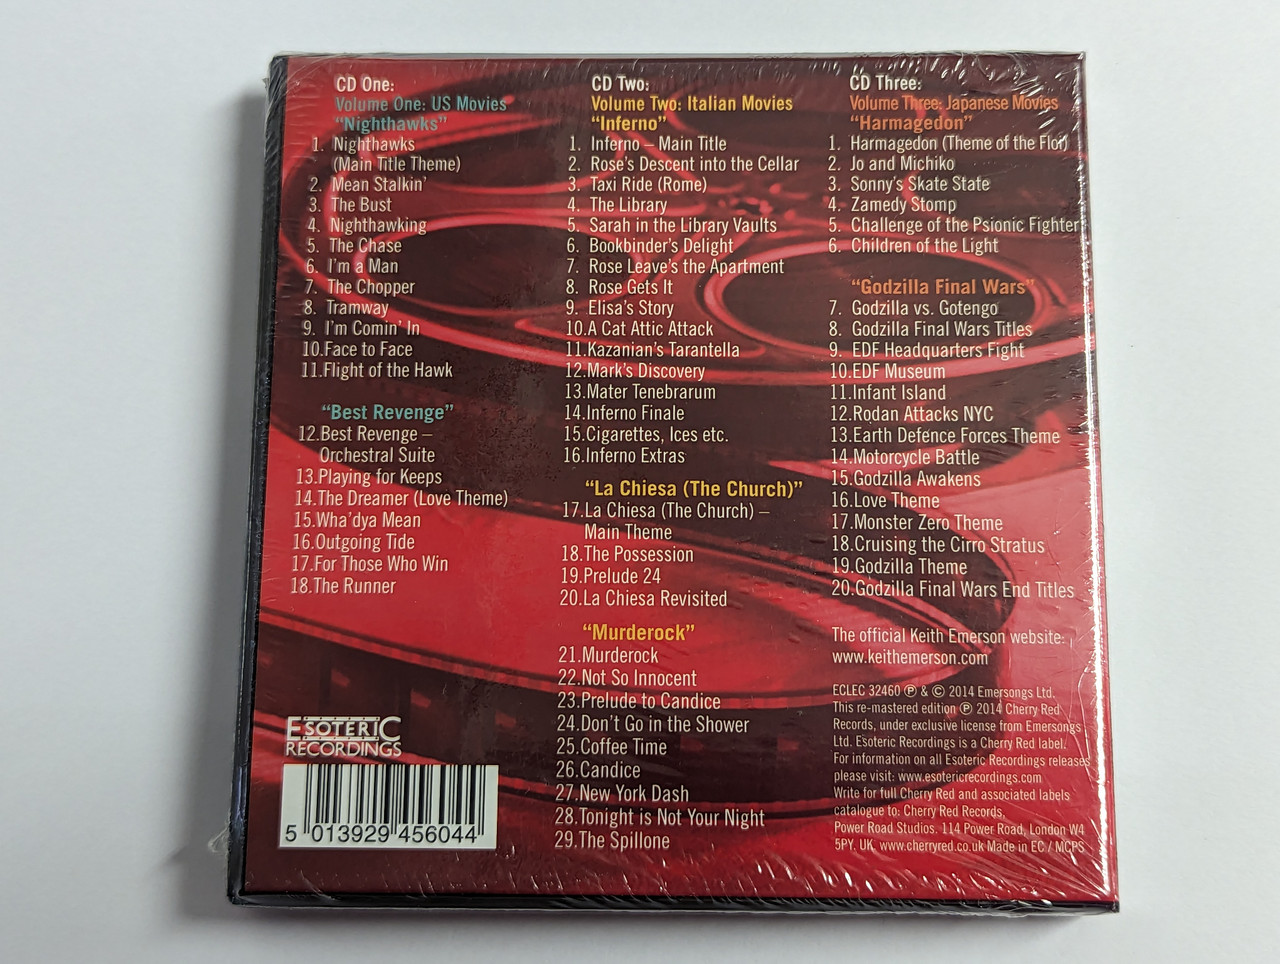 CD One:
Volume One: US Movies
“Nighthawks”
1. Nighthawks
(Main Title Theme)
2. Mean Stalkin’
3. The Bust
4. Nighthawking
5. The Chase
6. I’m a Man
7. The Chopper
8. Tramway
9. I’m Comin’ In
10.Face to Face
11.Flight of the Hawk
“Best Revenge”
12.Best Revenge –
Orchestral Suite
13.Playing for Keeps
14.The Dreamer (Love Theme)
15.Wha’dya Mean
16.Outgoing Tide
17.For Those Who Win
18.The Runner
ESOTERIC
RECORDINGS
5 013929 456044
CD Two:
Volume Two: Italian Movies
“Inferno”
1. Inferno – Main Title
2. Rose’s Descent into the Cellar
3. Taxi Ride (Rome)
4. The Library
5. Sarah in the Library Vaults
6. Bookbinder’s Delight
7. Rose Leave’s the Apartment
8. Rose Gets It
9. Elisa’s Story
10.A Cat Attic Attack
11.Kazanian’s Tarantella
12.Mark’s Discovery
13.Mater Tenebrarum
14.Inferno Finale
15.Cigarettes, Ices etc.
16.Inferno Extras
“La Chiesa (The Church)”
17.La Chiesa (The Church) –
Main Theme
18.The Possession
19.Prelude 24
20.La Chiesa Revisited
“Murderock”
21.Murderock
22.Not So Innocent
23.Prelude to Candice
24.Don’t Go in the Shower
25.Coffee Time
26.Candice
27.New York Dash
28.Tonight is Not Your Night
29.The Spillone
CD Three:
Volume Three: Japanese Movies
“Harmagedon”
1. Harmagedon (Theme of the Floi)
2. Jo and Michiko
3. Sonny’s Skate State
4. Zamedy Stomp
5. Challenge of the Psionic Fighter
6. Children of the Light
“Godzilla Final Wars”
7. Godzilla vs. Gotengo
8. Godzilla Final Wars Titles
9. EDF Headquarters Fight
10.EDF Museum
11.Infant Island
12.Rodan Attacks NYC
13.Earth Defence Forces Theme
14.Motorcycle Battle
15.Godzilla Awakens
16.Love Theme
17.Monster Zero Theme
18.Cruising the Cirro Stratus
19.Godzilla Theme
20.Godzilla Final Wars End Titles
The official Keith Emerson website:
www.keithemerson.com
ECLEC 32460 ℗ & © 2014 Emersongs Ltd.
This re-mastered edition ℗ 2014 Cherry Red
Records, under exclusive license from Emersongs
Ltd. Esoteric Recordings is a Cherry Red label.
For information on all Esoteric Recordings releases
please visit: www.esotericrecordings.com
Write for full Cherry Red and associated labels
catalogue to: Cherry Red Records,
Power Road Studios. 114 Power Road, London W4
5PY. UK. www.cherryred.co.uk Made in EC / MCPS